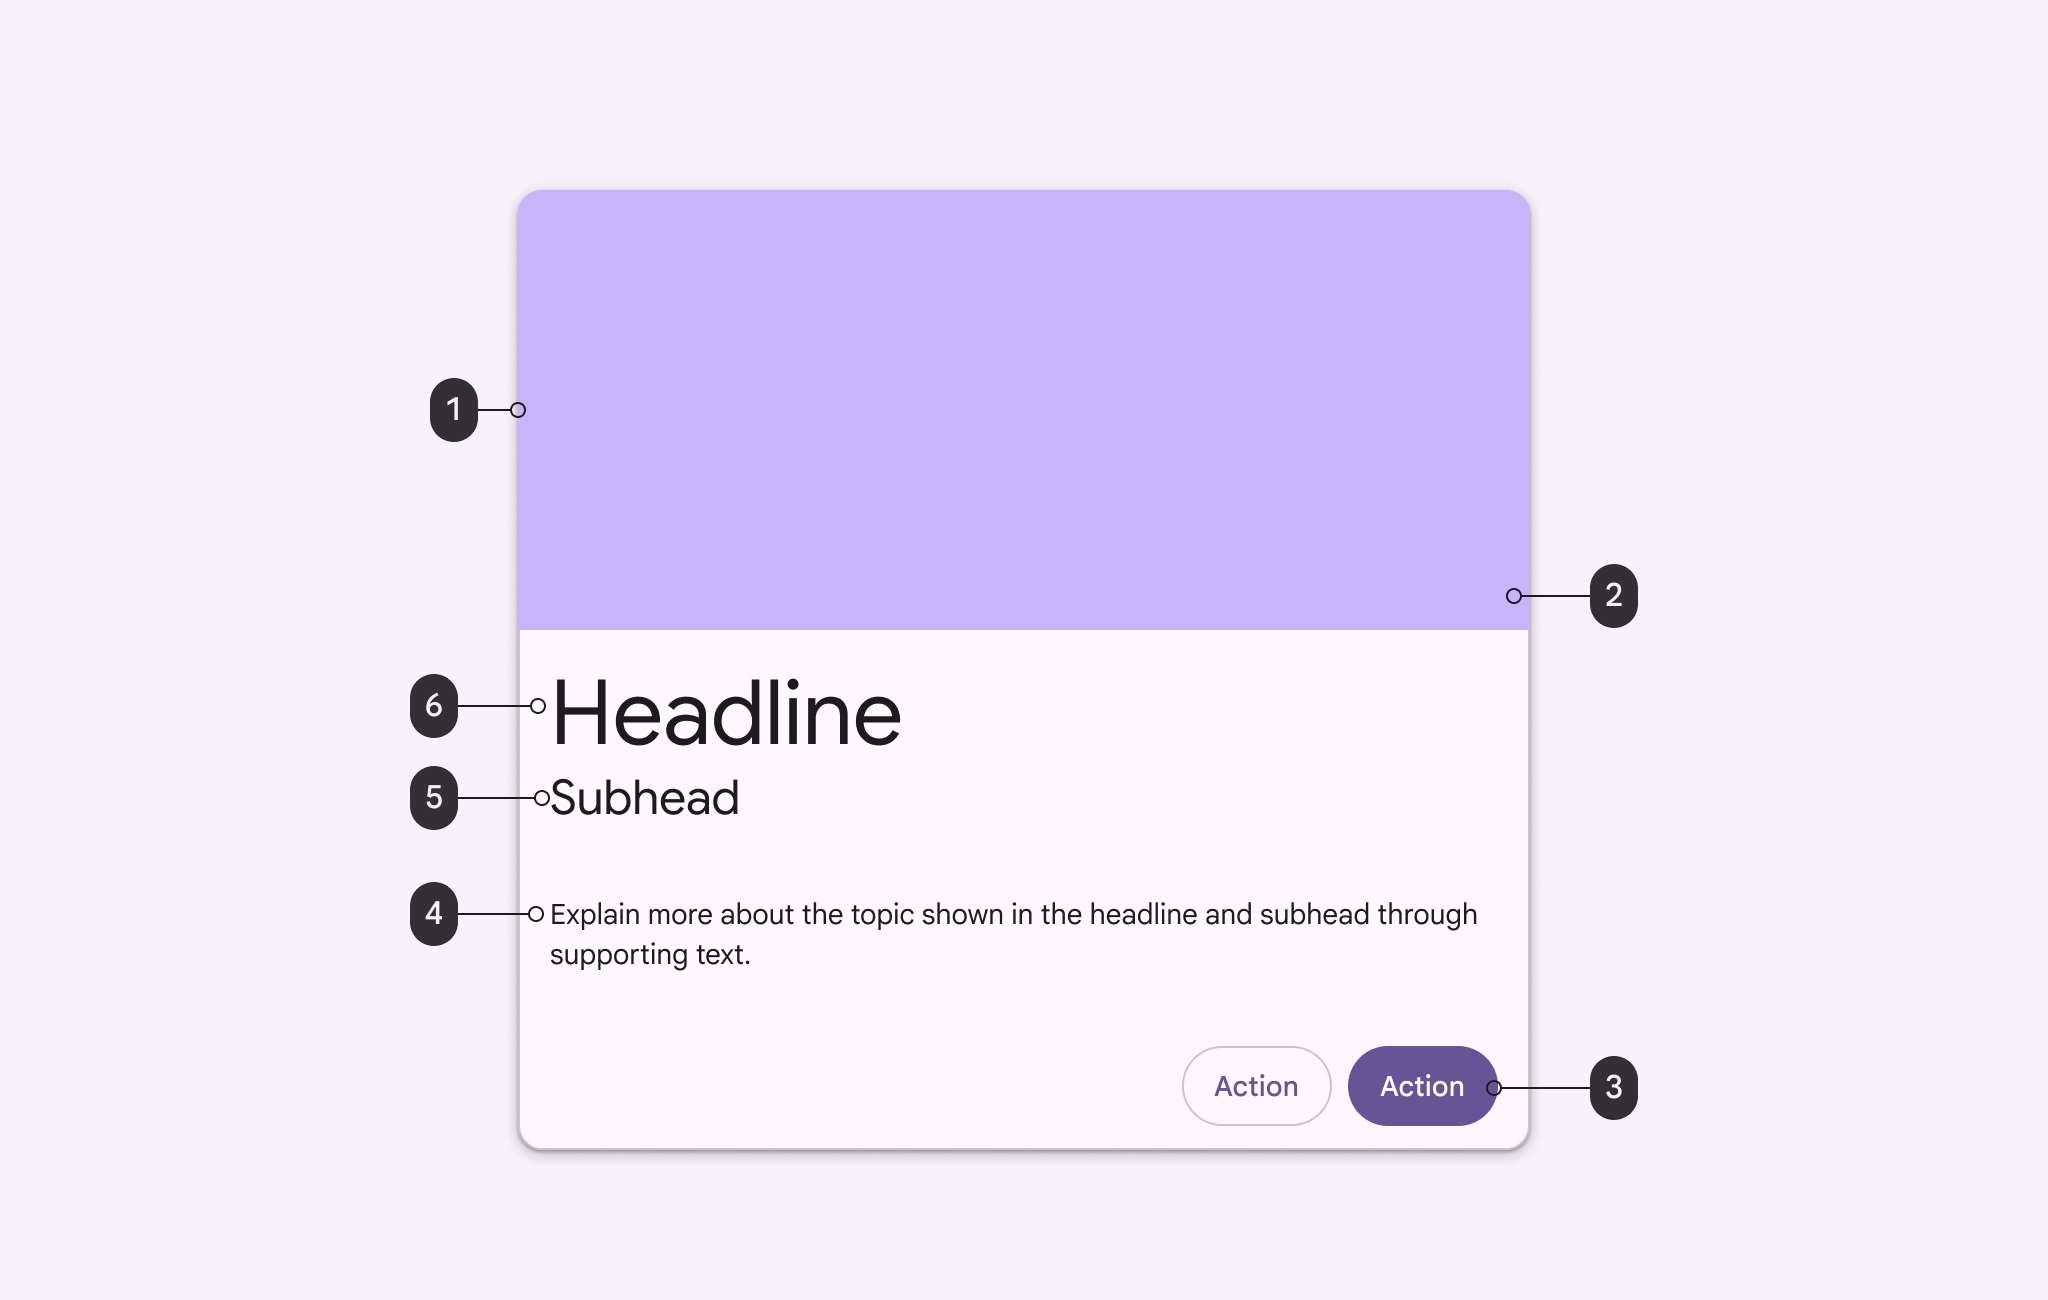 1
2
6
Headline
5
Subhead
4
Explain more about the topic shown in the headline and subhead through
supporting text.
Action
Action
3